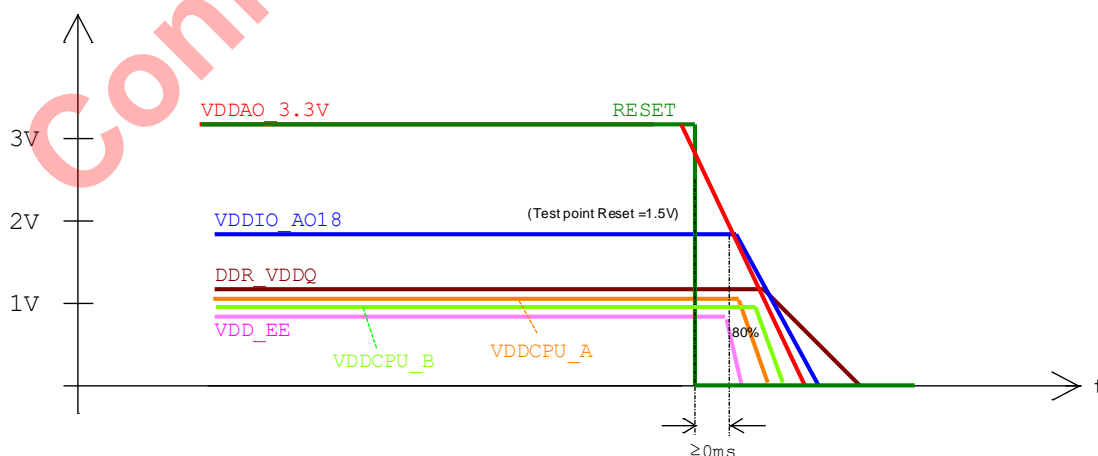 Con
VDDAO_3.3V
RESET
3V
(Test point Reset =1.5V)
2V
VDDIO_AO18
DDR_VDDQ
1V
VDD_EE
80%
VDDCPU_A
VDDCPU_B
t
≥0ms